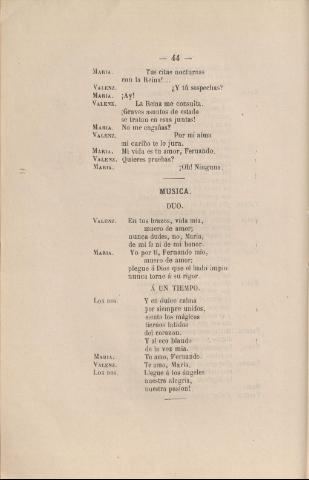 — 44 —
MARIA. Tus citas nocturnas
con la Reina!...
VALENZ. ¿Y tú sospechas?
MARIA. ¡Ay!
VALENZ. La Reina me consulta.
¡Graves asuntos de estado
se tratan en esas juntas!
MARIA. No me engañas?
VALENZ. Por mi alma
mi cariño te lo jura.
MARIA. Mi vida es tu amor, Fernando.
VALENZ. Quieres pruebas?
MARIA. ¡Oh! Ninguna.
MÚSICA.
DUO.
VALENZ. En tus brazos, vida mia,
muero de amor;
nunca dudes, no, María,
de mi fe ni de mi honor.
MARIA. Yo por tí, Fernando mio,
muero de amor;
plegue á Dios que el hado impío
nunca torne á su rigor.
Á UN TIEMPO.
LOS DOS. Y en dulce calma
por siempre unidos,
siento los mágicos
tiernos latidos
del corazon.
Y al eco blando
de la voz mia.
MARIA. Te amo, Fernando.
VALENZ. Te amo, María,
LOS DOS. Llegue á los ángeles
nuestra alegría,
nuestra pasion!